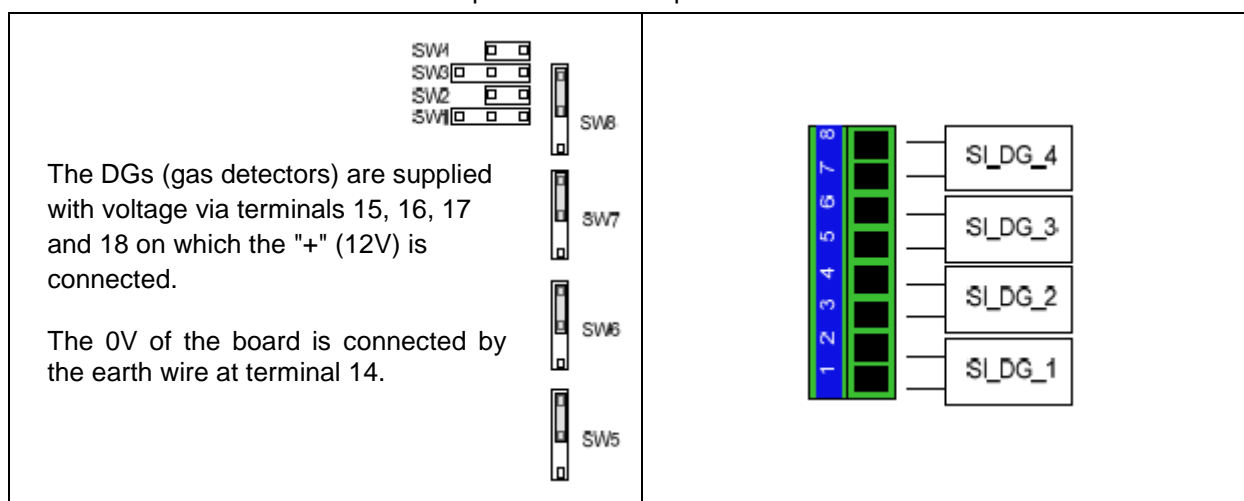 SW4
SW3
SW2
SW1
SW8
The DGs (gas detectors) are supplied
with voltage via terminals 15, 16, 17
and 18 on which the "+" (12V) is
connected.
SW7
The 0V of the board is connected by
the earth wire at terminal 14.
SW6
SW5
8
7
6
5
4
3
2
1
SI_DG_4
SI_DG_3
SI_DG_2
SI_DG_1